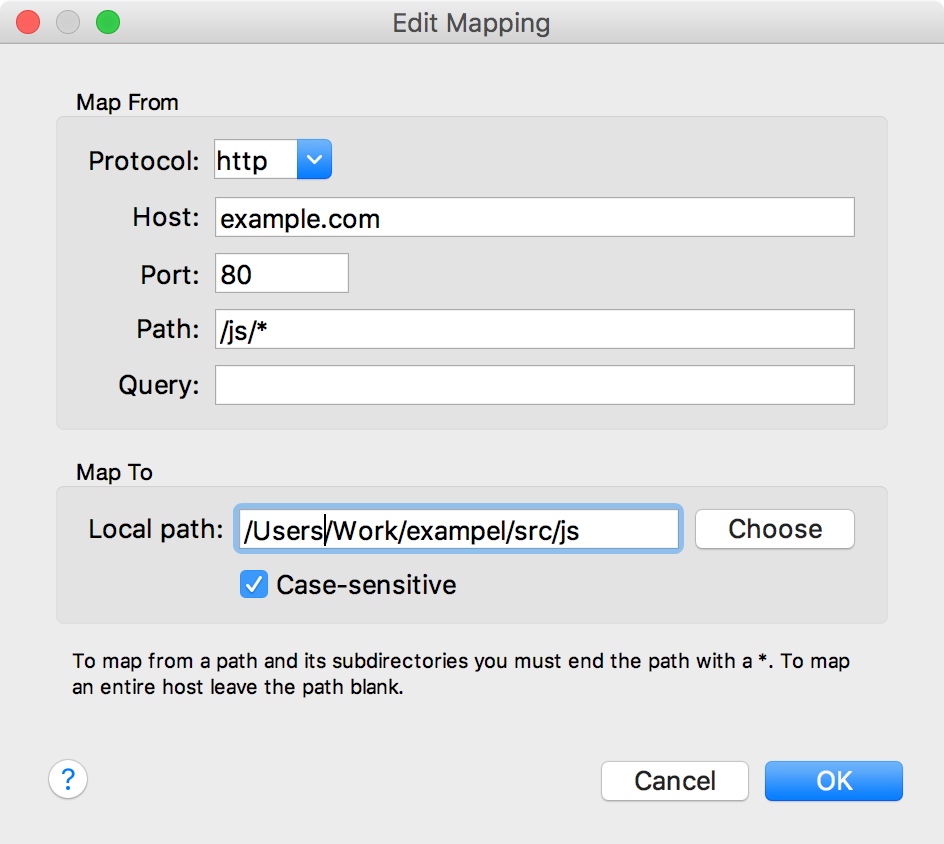 Edit Mapping
Map From
Protocol: http
Host: example.com
Port: 80
Path: /js/*
Query:
Map To
Local path: /Users/Work/exampel/src/js Choose
Case-sensitive
To map from a path and its subdirectories you must end the path with a *. To map
an entire host leave the path blank.
? Cancel OK